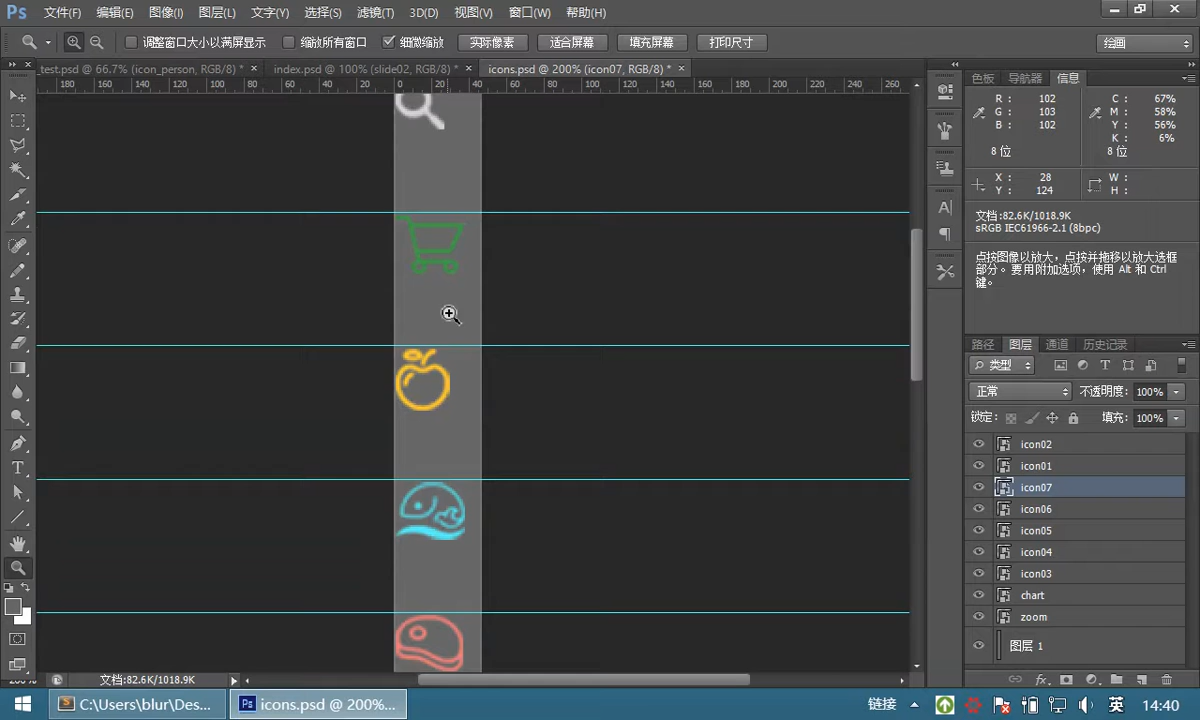 Ps 文件(F) 编辑(E) 图像(I) 图层(L) 文字(Y) 选择(S) 滤镜(T) 3D(D) 视图(V) 窗口(W) 帮助(H)
调整窗口大小以满屏显示 缩放所有窗口 细微缩放 实际像素 适合屏幕 填充屏幕 打印尺寸 绘画
test.psd @ 66.7% (icon_person, RGB/8) * × index.psd @ 100% (slide02, RGB/8) * × icons.psd @ 200% (icon07, RGB/8) * ×
180 160 140 120 100 80 60 40 20 0 20 40 60 80 100 120 140 160 180 200 220 240 260
色板 导航器 信息
R: 102 C: 67%
G: 103 M: 58%
B: 102 Y: 56%
K: 6%
8 位 8 位
X: 28 W:
Y: 124 H:
文档:82.6K/1018.9K
sRGB IEC61966-2.1 (8bpc)
点按图像以放大，点按并拖移以放大选框
部分。要用附加选项，使用 Alt 和 Ctrl
键。
路径 图层 通道 历史记录
类型
正常 不透明度: 100%
锁定: 填充: 100%
icon02
icon01
icon07
icon06
icon05
icon04
icon03
chart
zoom
图层 1
文档:82.6K/1018.9K
C:\Users\blur\Des... Ps icons.psd @ 200%... 链接 英 14:40